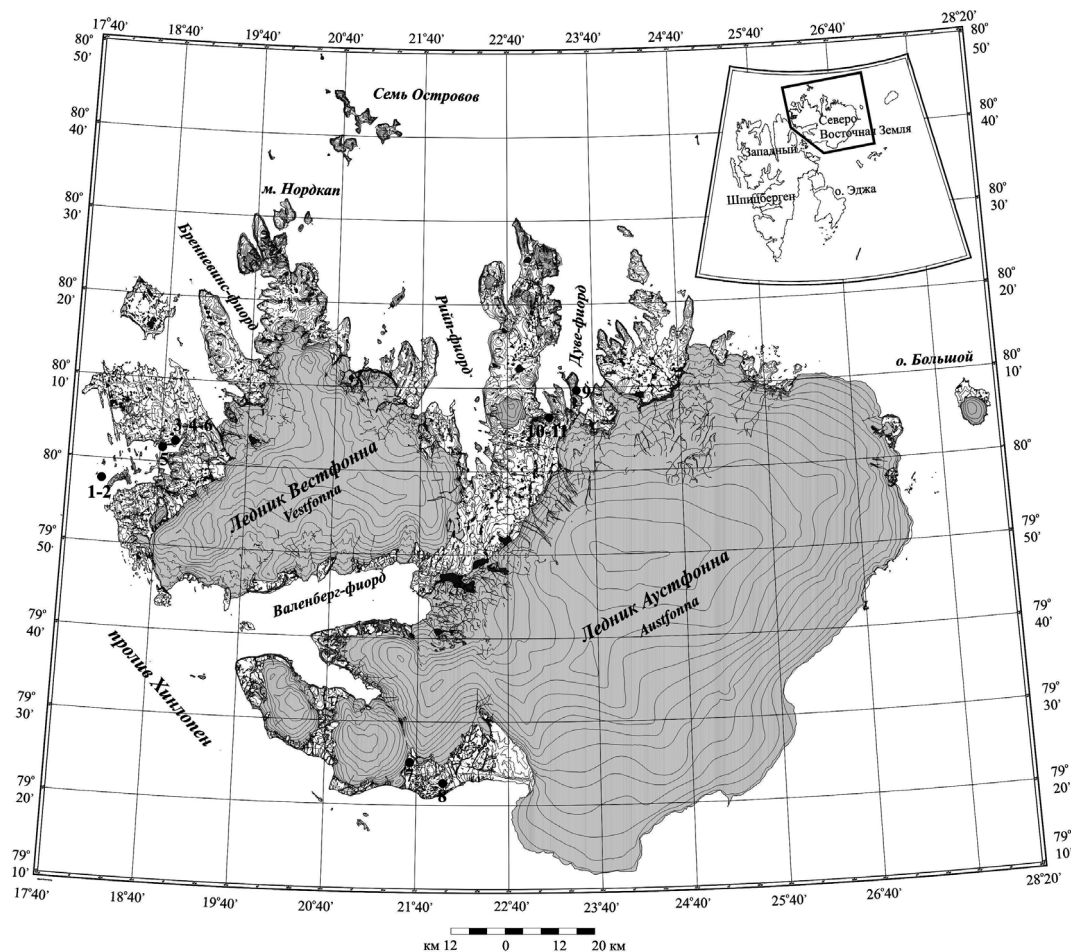 17°40' 18°40' 19°40' 20°40' 21°40' 22°40' 23°40' 24°40' 25°40' 26°40' 28°20'
80° 50' 80° 50'
80° 40' 80° 40'
80° 30' 80° 30'
80° 20' 80° 20'
80° 10' 80° 10'
80° 80°
79° 50' 79° 50'
79° 40' 79° 40'
79° 30' 79° 30'
79° 20' 79° 20'
79° 10' 79° 10'
Семь Островов
м. Нордкап
Бренневинс-фиорд
Рийп-фиорд
Дуве-фиорд
о. Большой
Северо-
Восточная Земля
Западный
Шпицберген
о. Эджа
9
10-11
3-4-6
5
1-2
Ледник Вестфонна
Vestfonna
Ледник Аустфонна
Austfonna
Валенберг-фиорд
пролив Хинлопен
7
8
17°40' 18°40' 19°40' 20°40' 21°40' 22°40' 23°40' 24°40' 25°40' 26°40' 28°20'
км 12 0 12 20 км